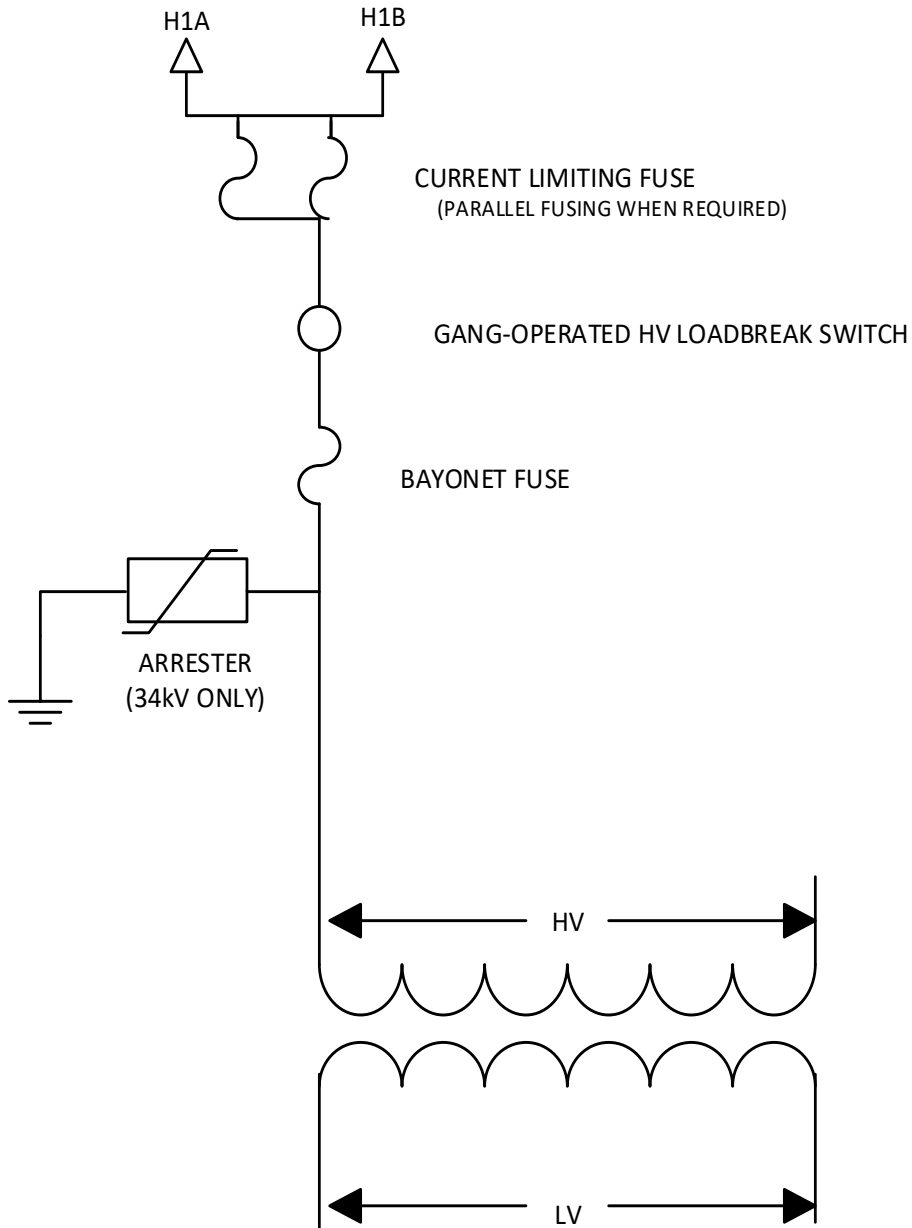 H1A
H1B
CURRENT LIMITING FUSE
(PARALLEL FUSING WHEN REQUIRED)
GANG-OPERATED HV LOADBREAK SWITCH
BAYONET FUSE
ARRESTER
(34kV ONLY)
HV
LV